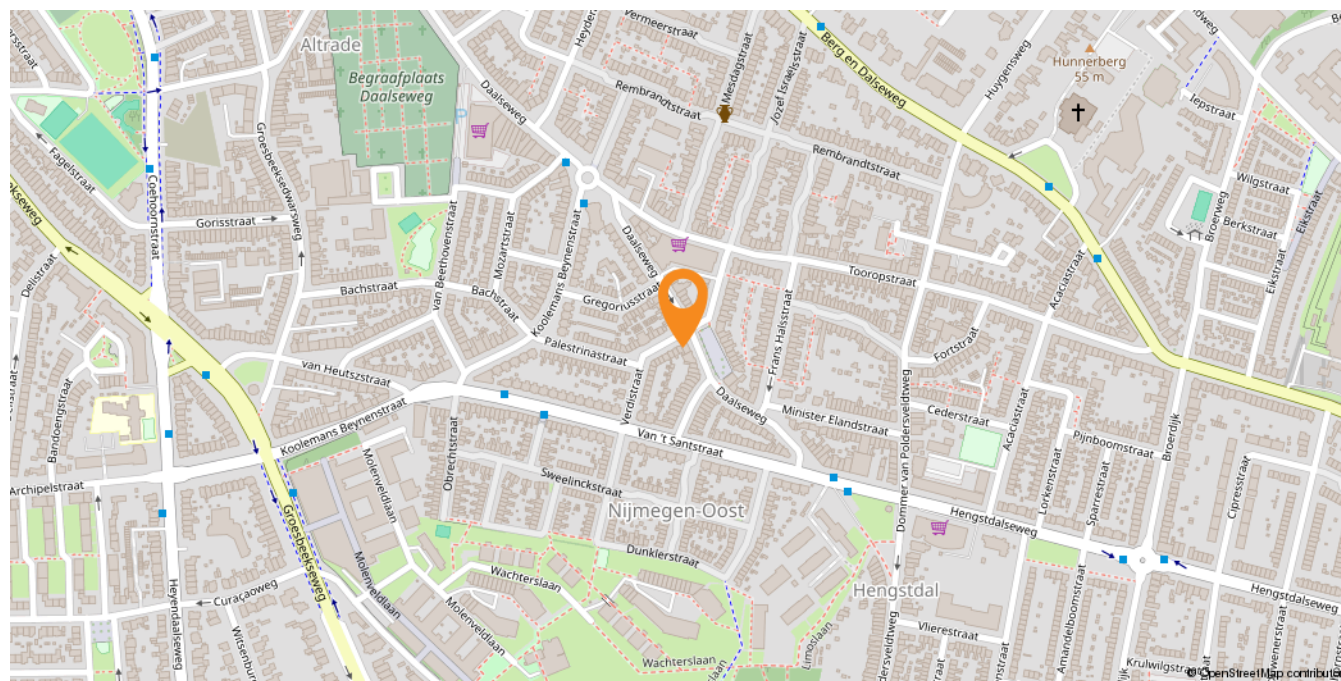 Vermeerstraat
Altrade
Begraafplaats
Daalseweg
Daalseweg
Rembrandtstraat
Mesdagstraat
Jozef Israëlsstraat
Berg en Dalseweg
Huygensweg
Hunnerberg
55 m
Iepstraat
Rembrandtstraat
Wilgstraat
Berkstraat
Broerweg
Eikstraat
Eikstraat
Fagelstraat
Coehoornstraat
Groesbeeksedwarsweg
Gorisstraat
van Beethovenstraat
Mozartstraat
Koolemans Beynenstraat
Daalseweg
Tooropstraat
Acaciastraat
Delistraat
Bachstraat
Bachstraat
Gregoriusstraat
Frans Halsstraat
Fortstraat
Palestrinastraat
van Heutszstraat
Verdistraat
Daalseweg
Minister Elandstraat
Cederstraat
Acaciastraat
Dommer van Poldersveldtweg
Bandoengstraat
Koolemans Beynenstraat
Van 't Santstraat
Pijnboomstraat
Broerdijk
Obrechtstraat
Molenveldlaan
Sweelinckstraat
Nijmegen-Oost
Archipelstraat
Lorkenstraat
Sparrestraat
Cipresstraat
Hengstdalseweg
Groesbeekseweg
Dunklerstraat
Molenveldlaan
Wachterslaan
Hengstdal
Hengstdalseweg
Curaçaoweg
Heyendaalseweg
Molenveldlaan
Limoslaan
Vlierestraat
Amandelboomstraat
Wachterslaan
Krulwilgstraat
© OpenStreetMap contribut